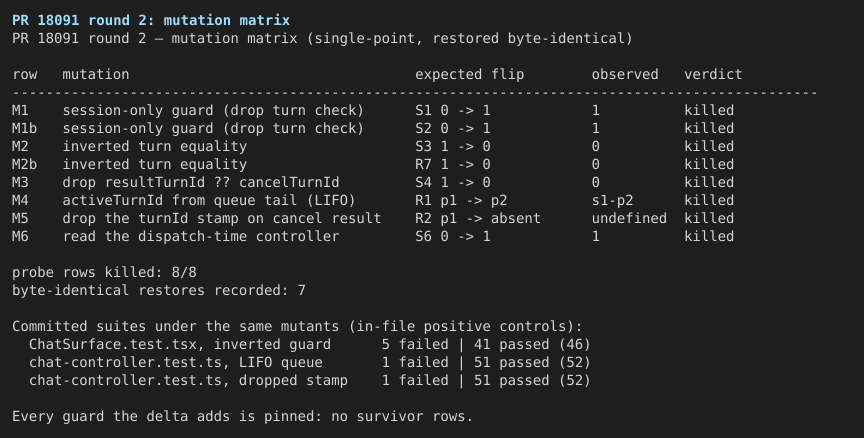 PR 18091 round 2: mutation matrix
PR 18091 round 2 — mutation matrix (single-point, restored byte-identical)
row mutation expected flip observed verdict
------------------------------------------------------------------------------------------------
M1 session-only guard (drop turn check) S1 0 -> 1 1 killed
M1b session-only guard (drop turn check) S2 0 -> 1 1 killed
M2 inverted turn equality S3 1 -> 0 0 killed
M2b inverted turn equality R7 1 -> 0 0 killed
M3 drop resultTurnId ?? cancelTurnId S4 1 -> 0 0 killed
M4 activeTurnId from queue tail (LIFO) R1 p1 -> p2 s1-p2 killed
M5 drop the turnId stamp on cancel result R2 p1 -> absent undefined killed
M6 read the dispatch-time controller S6 0 -> 1 1 killed
probe rows killed: 8/8
byte-identical restores recorded: 7
Committed suites under the same mutants (in-file positive controls):
ChatSurface.test.tsx, inverted guard 5 failed | 41 passed (46)
chat-controller.test.ts, LIFO queue 1 failed | 51 passed (52)
chat-controller.test.ts, dropped stamp 1 failed | 51 passed (52)
Every guard the delta adds is pinned: no survivor rows.